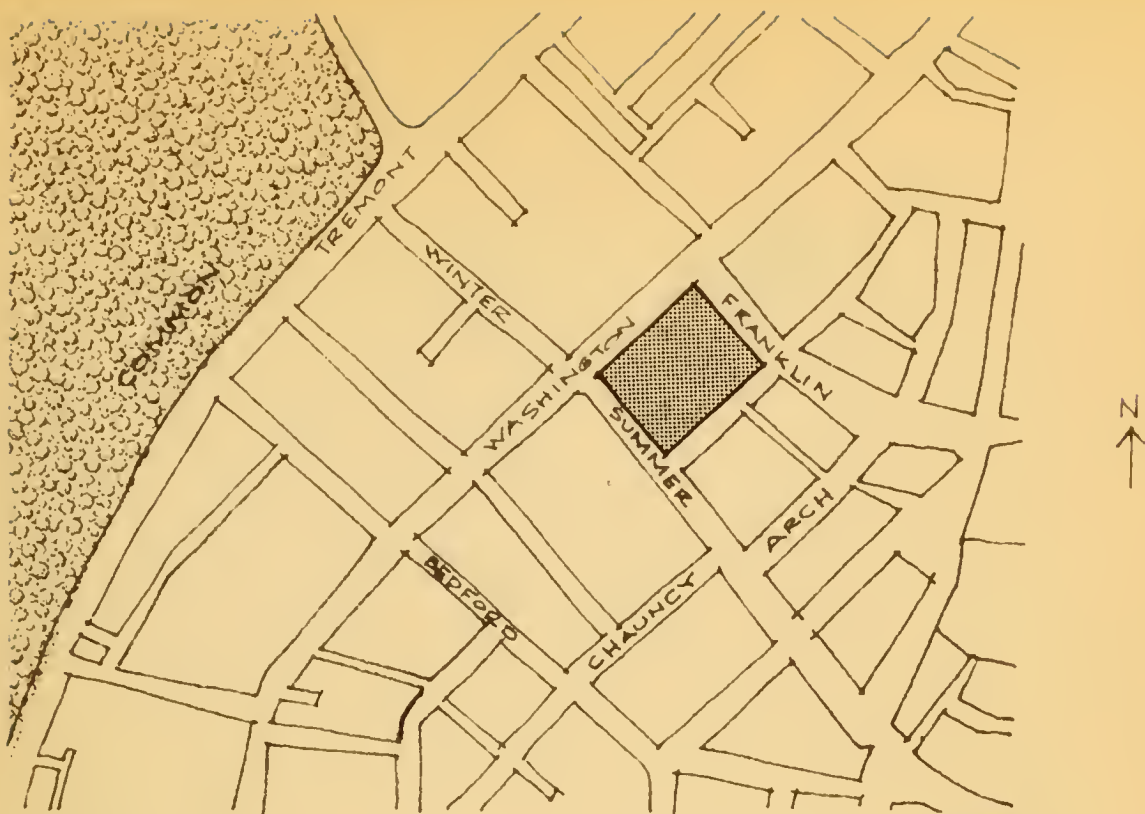 TREMONT
COMMON
WINTER
WASHINGTON
FRANKLIN
SUMMER
ARCH
BEDFORD
CHAUNCY
N